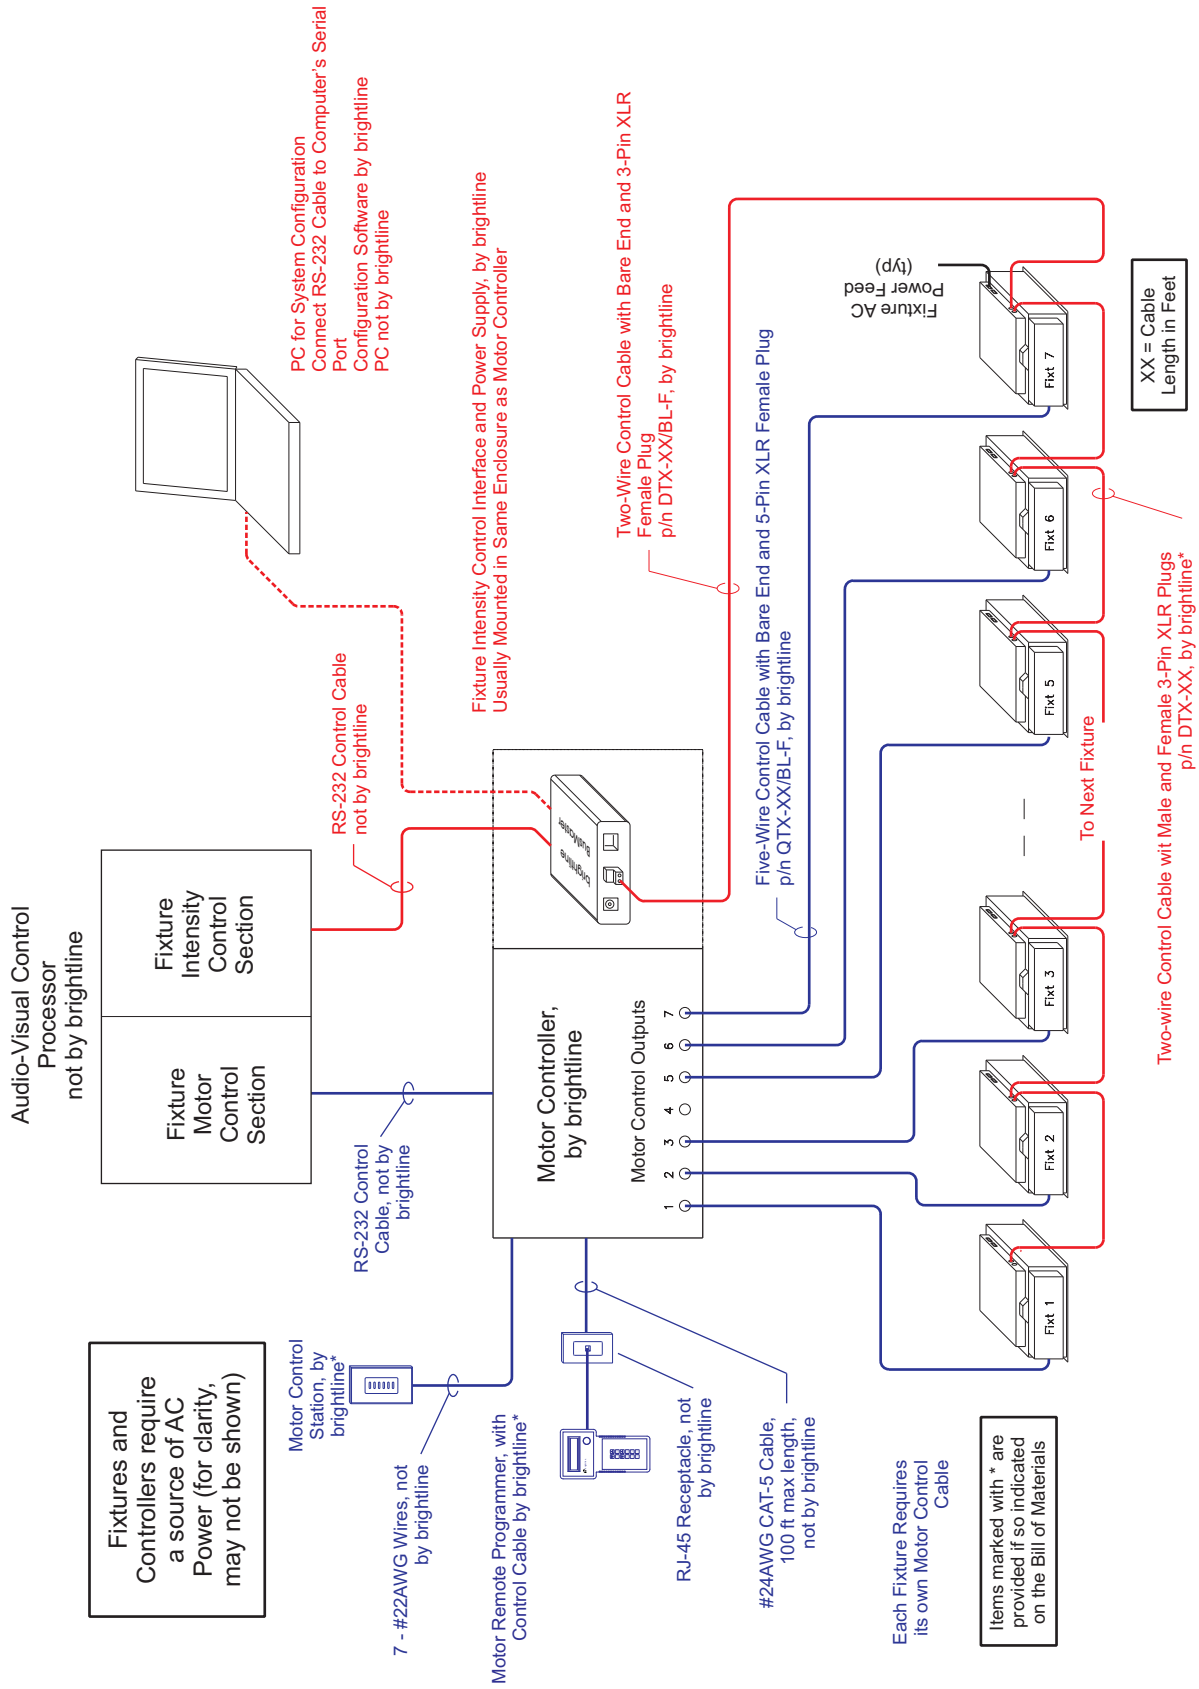 Audio-Visual Control
Processor
not by brightline
Fixture
Motor
Control
Section
Fixture
Intensity
Control
Section
Fixtures and
Controllers require
a source of AC
Power (for clarity,
may not be shown)
Motor Control
Station, by
brightline*
7 - #22AWG Wires, not
by brightline
Motor Remote Programmer, with
Control Cable by brightline*
RJ-45 Receptacle, not
by brightline
#24AWG CAT-5 Cable,
100 ft max length,
not by brightline
RS-232 Control
Cable, not by
brightline
RS-232 Control Cable
not by brightline
PC for System Configuration
Connect RS-232 Cable to Computer's Serial
Port
Configuration Software by brightline
PC not by brightline
Fixture Intensity Control Interface and Power Supply, by brightline
Usually Mounted in Same Enclosure as Motor Controller
Motor Controller,
by brightline
Motor Control Outputs
1 2 3 4 5 6 7
brightline
BusMaster
Two-Wire Control Cable with Bare End and 3-Pin XLR
Female Plug
p/n DTX-XX/BL-F, by brightline
Five-Wire Control Cable with Bare End and 5-Pin XLR Female Plug
p/n QTX-XX/BL-F, by brightline
Fixture AC
Power Feed
(typ)
Each Fixture Requires
its own Motor Control
Cable
Fixt 1
Fixt 2
Fixt 3
Fixt 5
Fixt 6
Fixt 7
To Next Fixture
Items marked with * are
provided if so indicated
on the Bill of Materials
Two-wire Control Cable wit Male and Female 3-Pin XLR Plugs
p/n DTX-XX, by brightline*
XX = Cable
Length in Feet